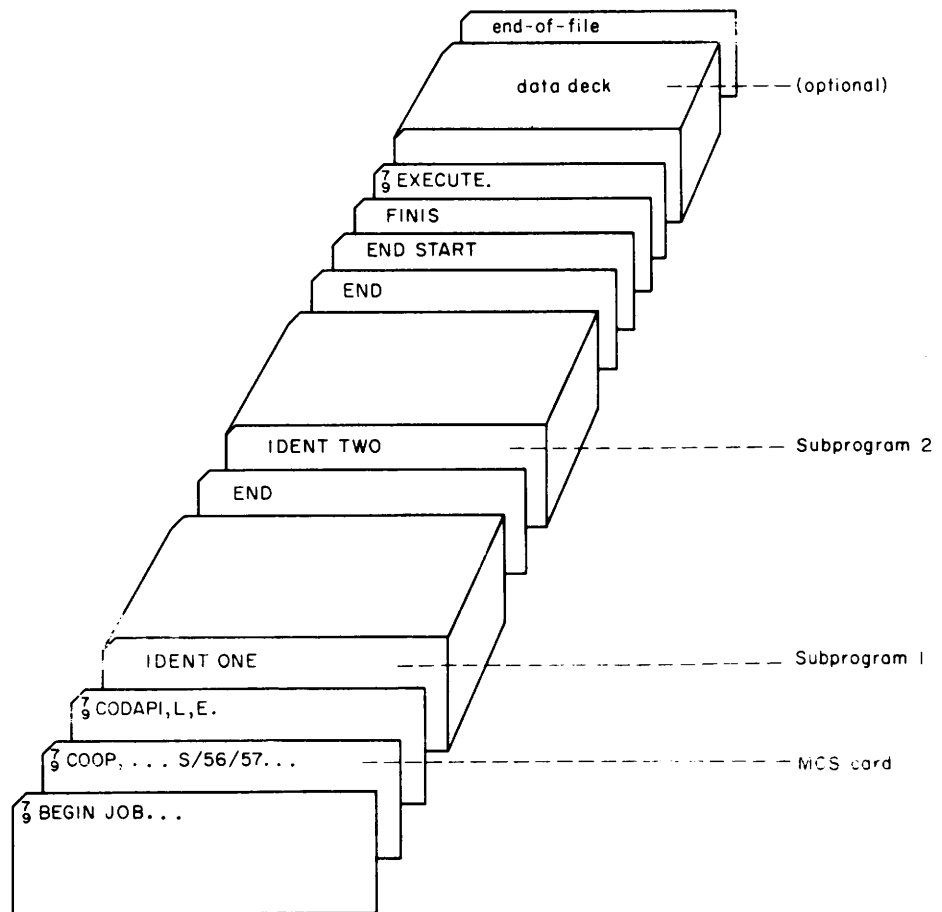 end-of-file
data deck
(optional)
7
9 EXECUTE.
FINIS
END START
END
IDENT TWO
Subprogram 2
END
IDENT ONE
Subprogram 1
7
9 CODAP1,L,E.
7
9 COOP, ... S/56/57...
MCS card
7
9 BEGIN JOB...